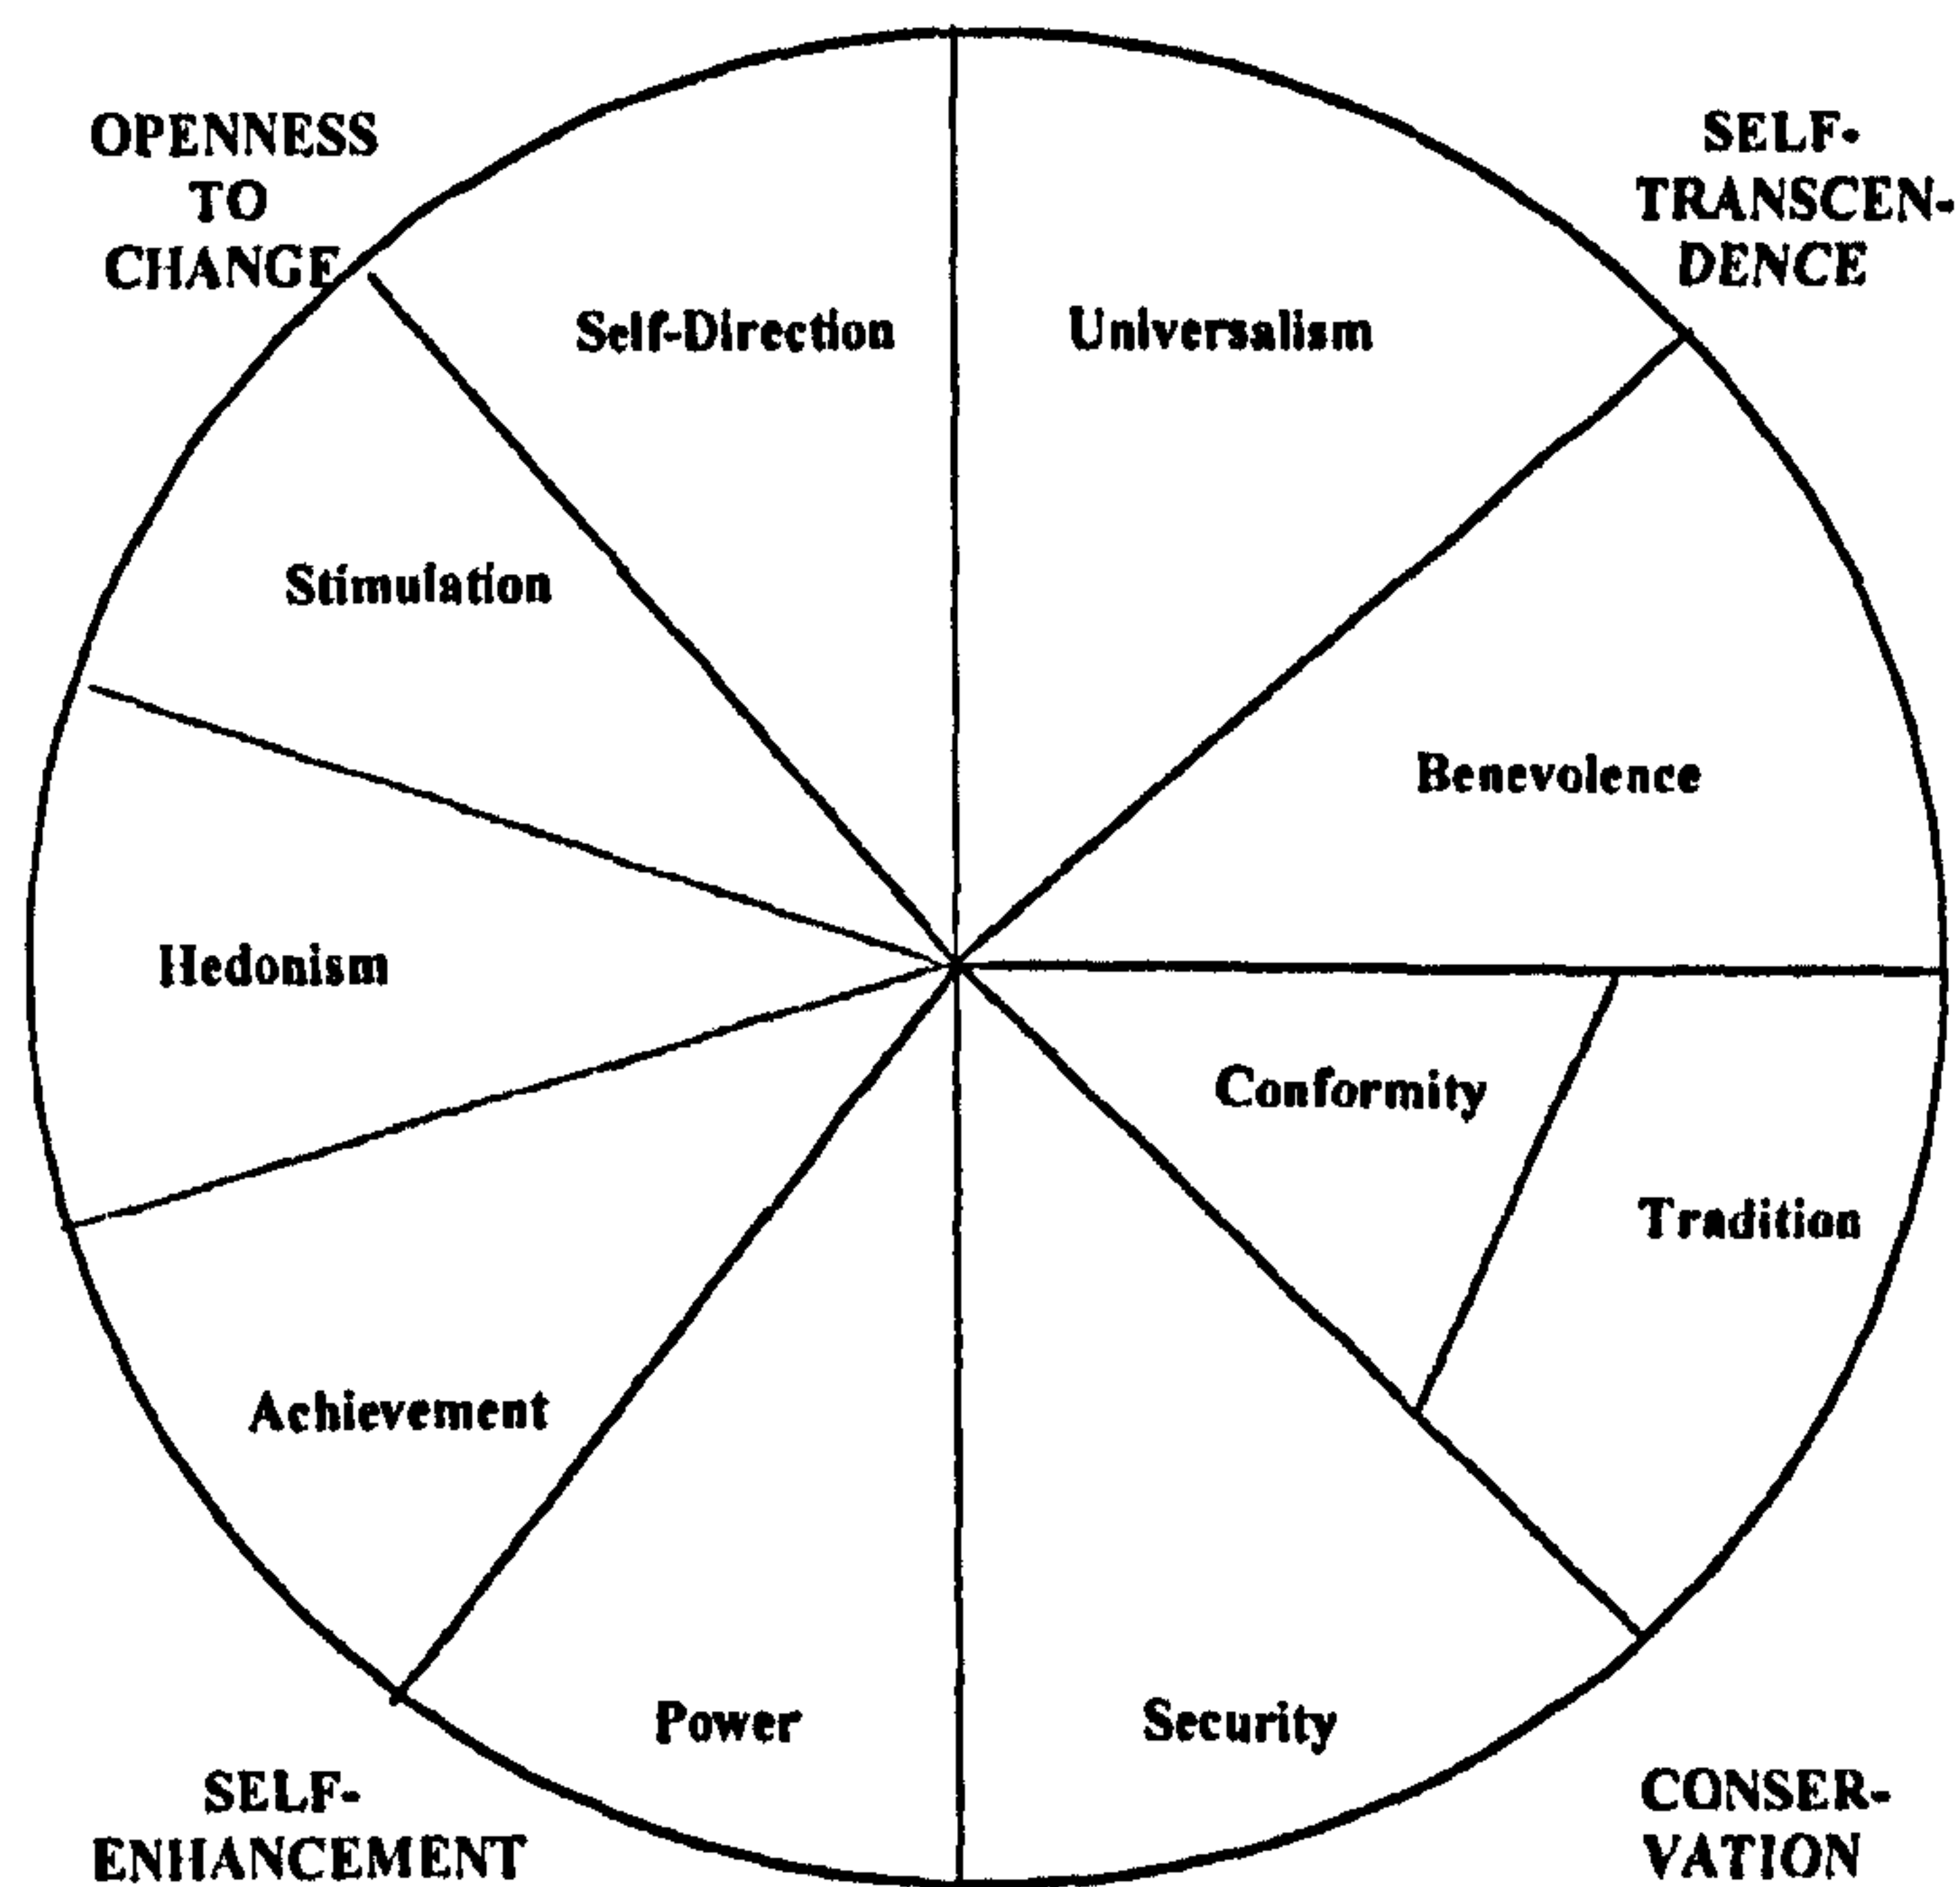 OPENNESS
TO
CHANGE
SELF-
TRANSCEN-
DENCE
Self-Direction
Universalism
Stimulation
Benevolence
Hedonism
Conformity
Tradition
Achievement
Power
Security
SELF-
ENHANCEMENT
CONSER-
VATION